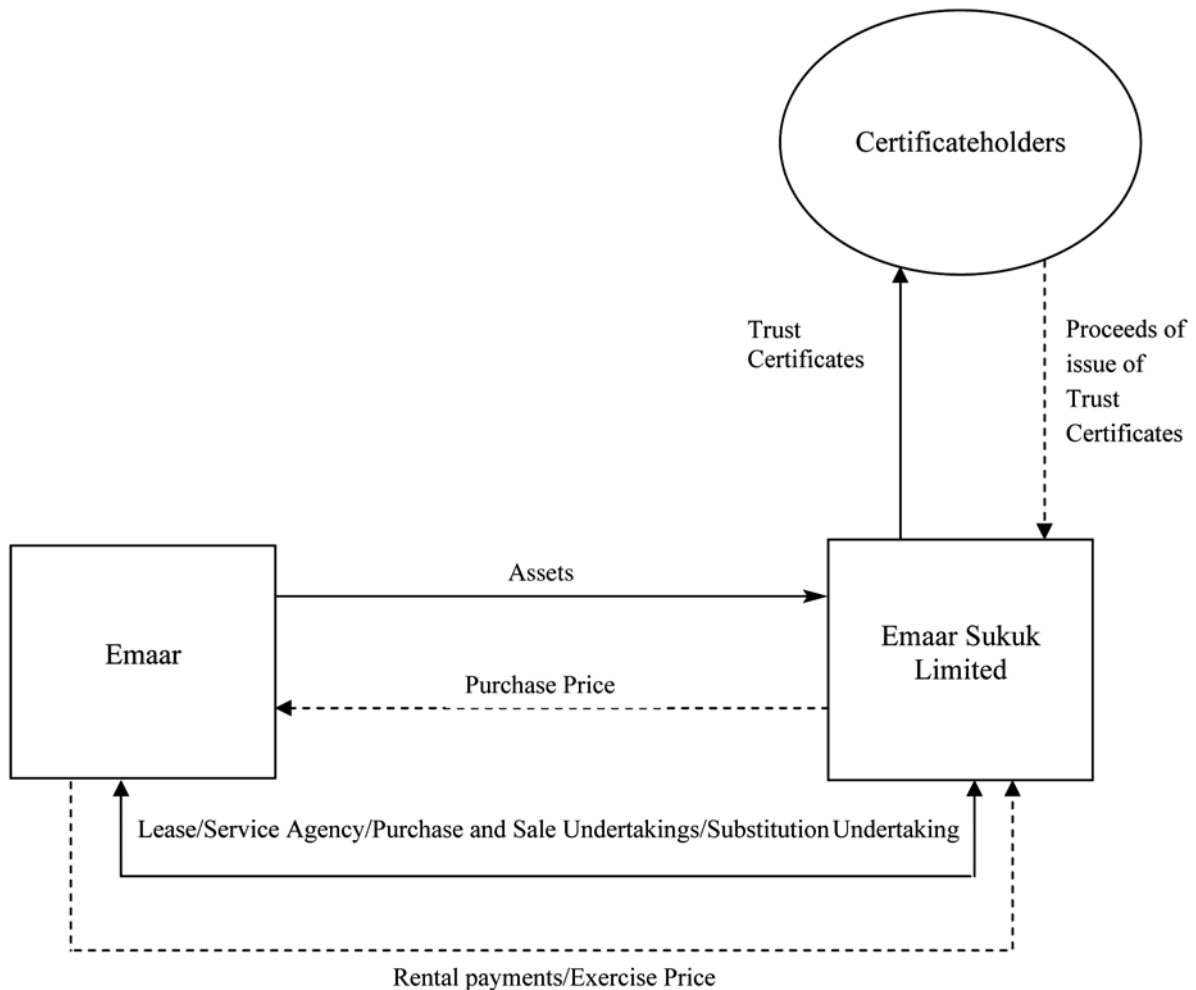 Certificateholders
Trust
Certificates
Proceeds of
issue of
Trust
Certificates
Assets
Emaar
Emaar Sukuk
Limited
Purchase Price
Lease/Service Agency/Purchase and Sale Undertakings/Substitution Undertaking
Rental payments/Exercise Price